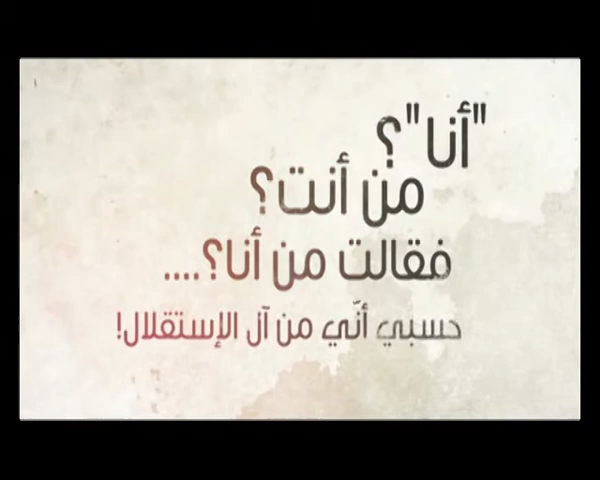 "أنا"؟
من أنت؟
فقالت من أنا؟....
حسبي أنّي من آل الإستقلال!